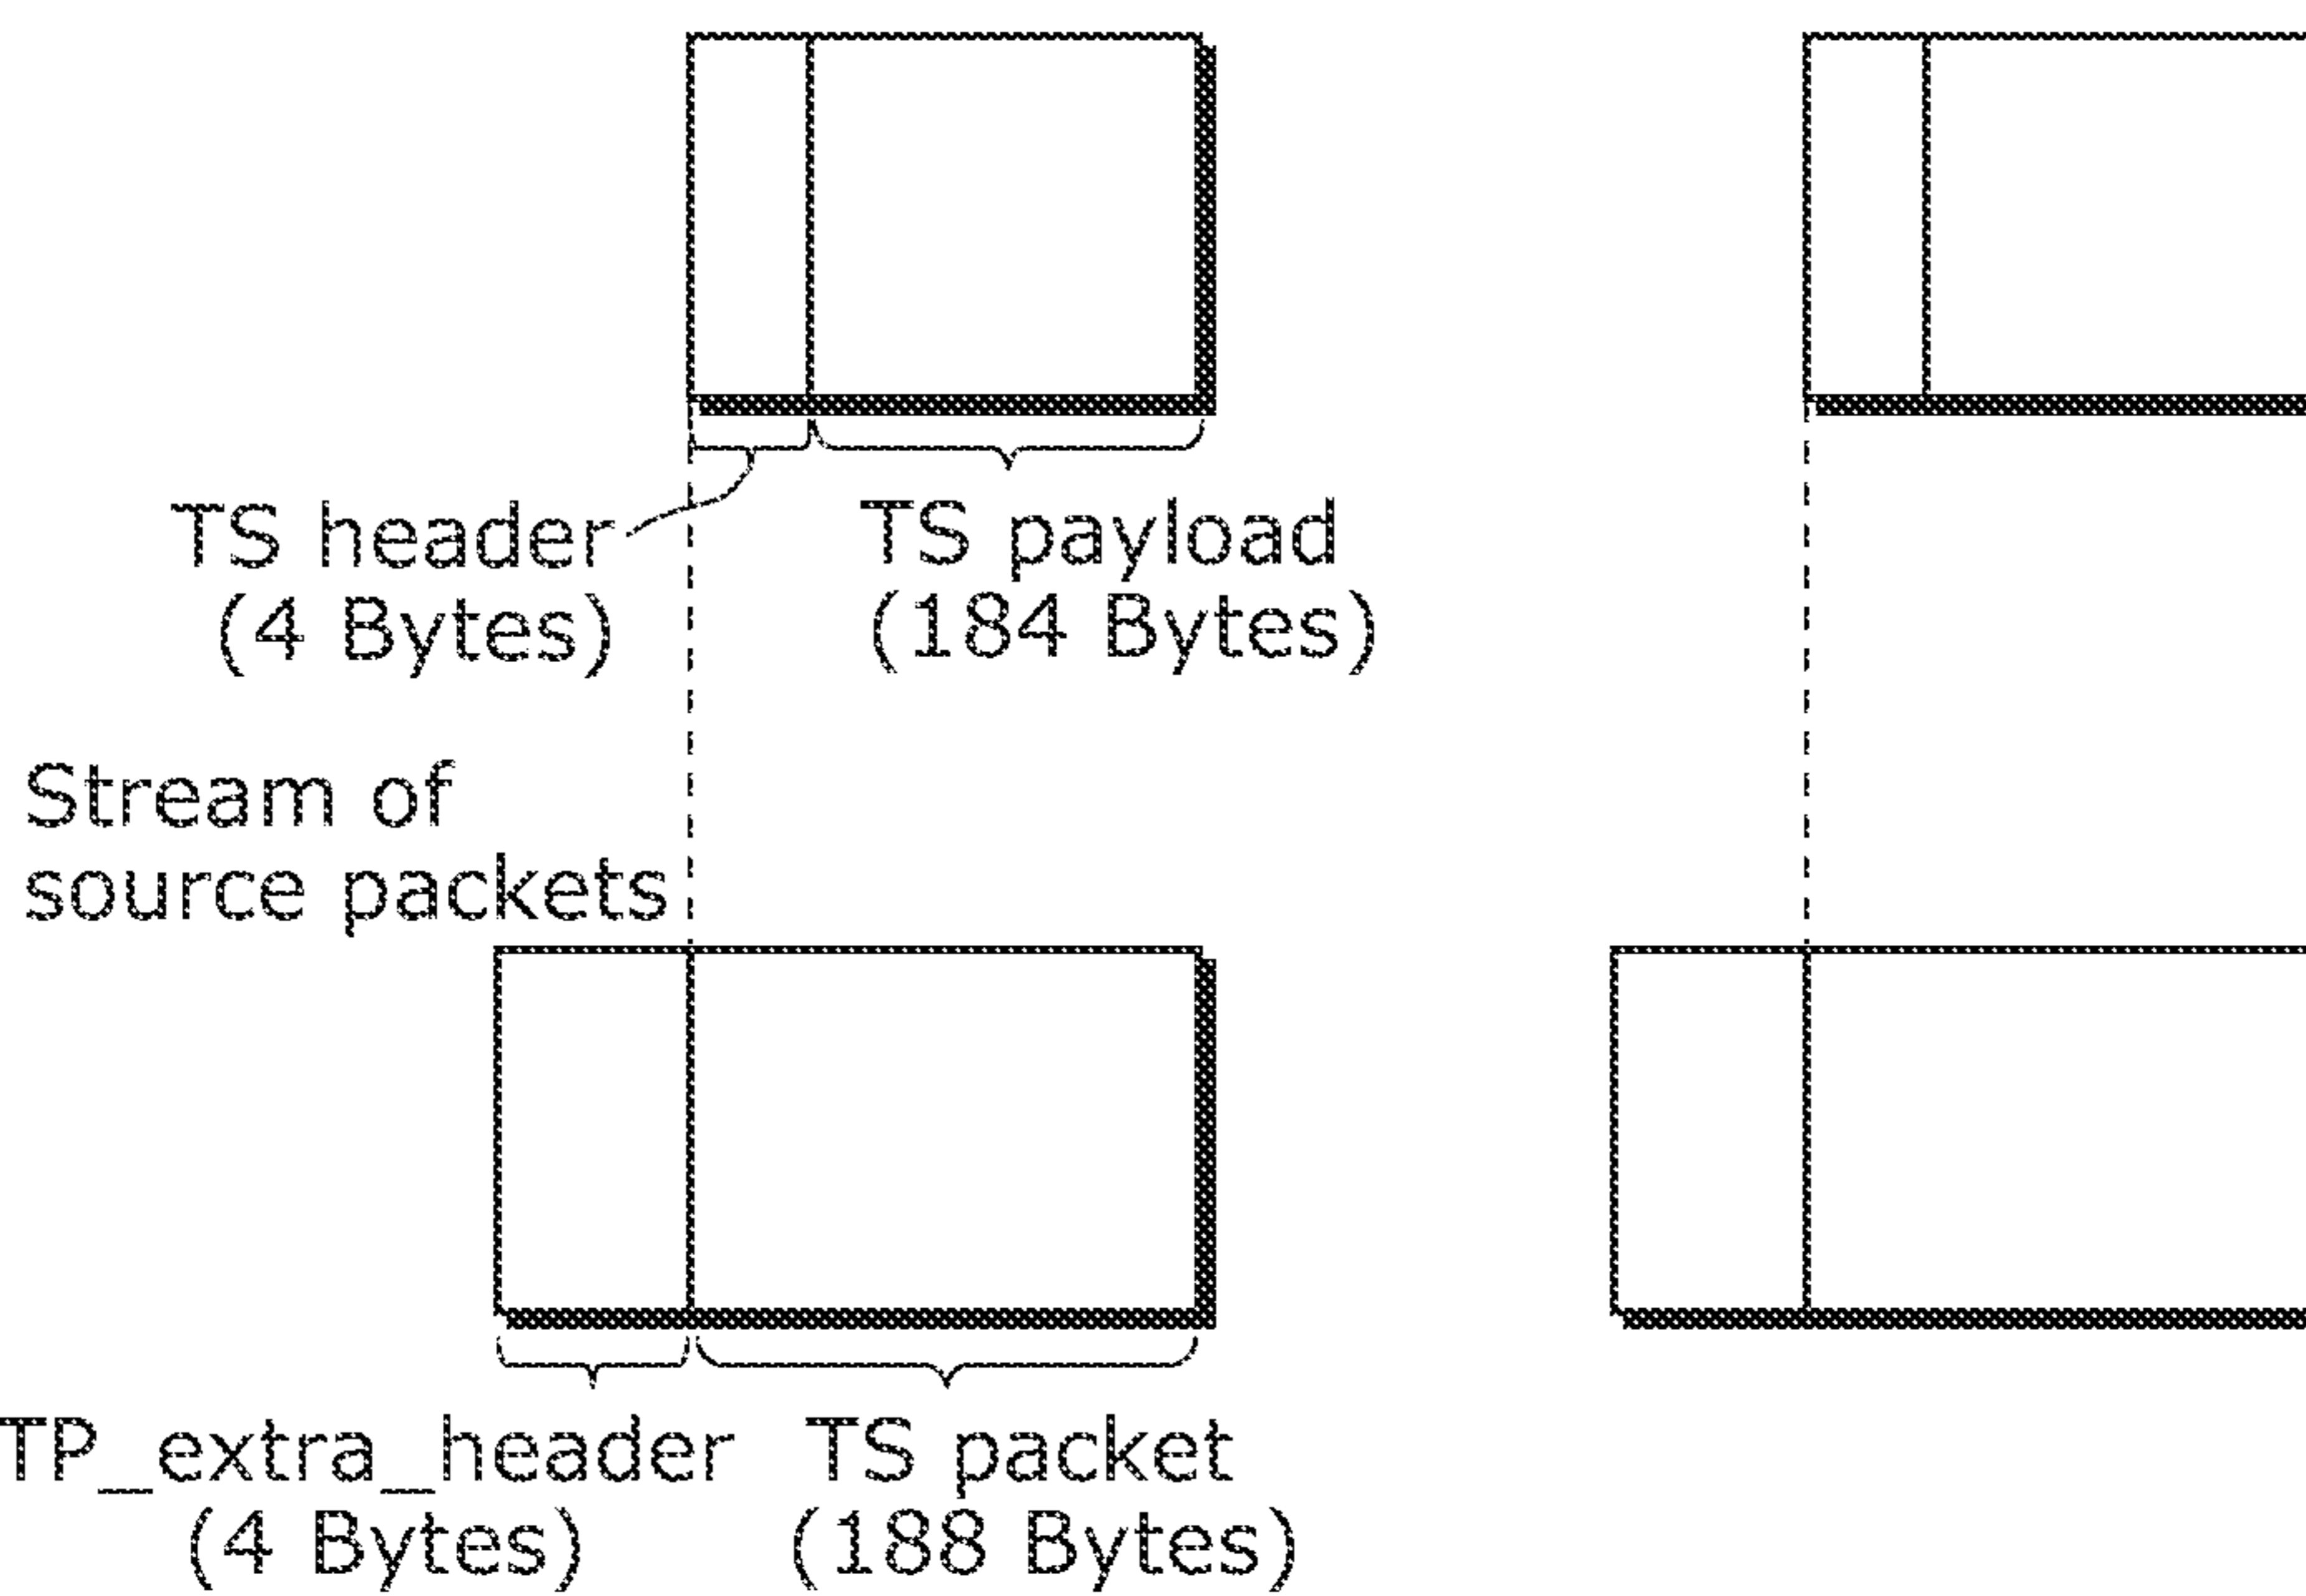 TS header
(4 Bytes)
TS payload
(184 Bytes)
Stream of
source packets
TP_extra_header
(4 Bytes)
TS packet
(188 Bytes)